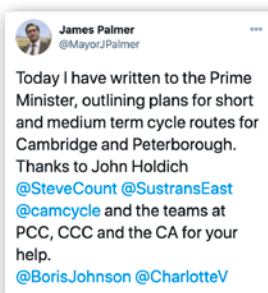 James Palmer
@MayorJPalmer
Today I have written to the Prime
Minister, outlining plans for short
and medium term cycle routes for
Cambridge and Peterborough.
Thanks to John Holdich
@SteveCount @SustransEast
@camcycle and the teams at
PCC, CCC and the CA for your
help.
@BorisJohnson @CharlotteV